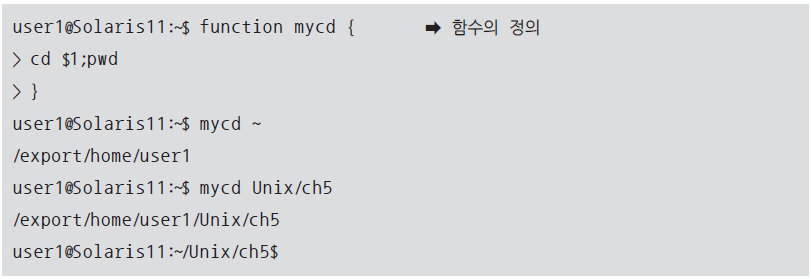 user1@Solaris11:~$ function mycd { ➡ 함수의 정의
> cd $1;pwd
> }
user1@Solaris11:~$ mycd ~
/export/home/user1
user1@Solaris11:~$ mycd Unix/ch5
/export/home/user1/Unix/ch5
user1@Solaris11:~/Unix/ch5$